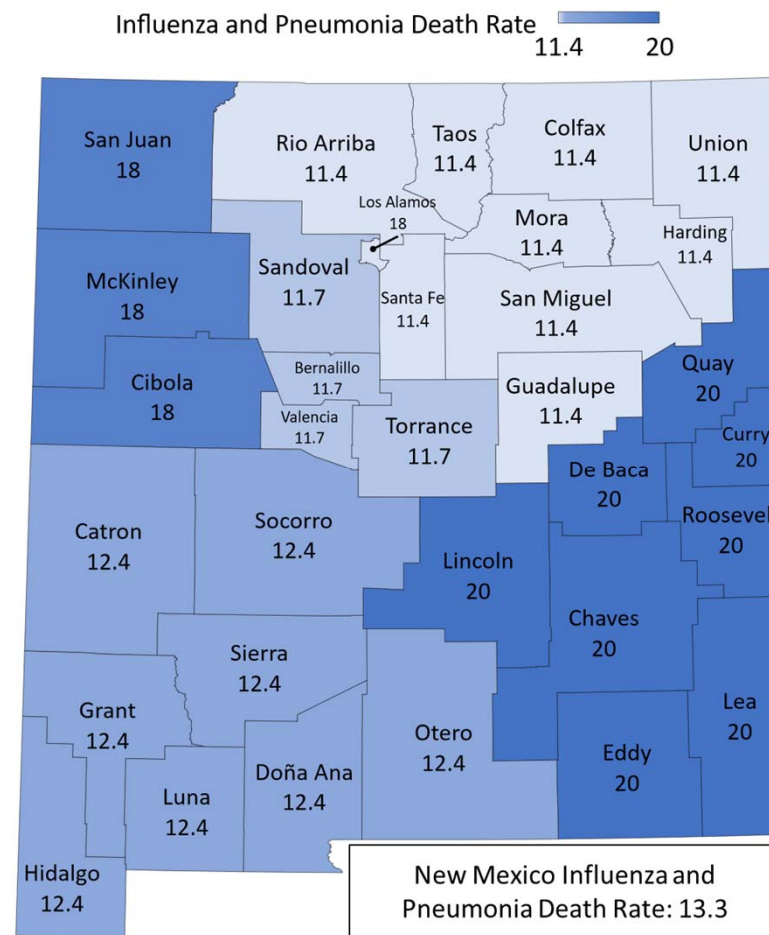 Influenza and Pneumonia Death Rate
11.4 20
San Juan
18
Rio Arriba
11.4
Taos
11.4
Colfax
11.4
Union
11.4
Los Alamos
18
Mora
11.4
Harding
11.4
McKinley
18
Sandoval
11.7
Santa Fe
11.4
San Miguel
11.4
Cibola
18
Bernalillo
11.7
Valencia
11.7
Torrance
11.7
Guadalupe
11.4
Quay
20
Curry
20
De Baca
20
Roosevel
20
Catron
12.4
Socorro
12.4
Lincoln
20
Chaves
20
Sierra
12.4
Grant
12.4
Otero
12.4
Lea
20
Eddy
20
Doña Ana
12.4
Luna
12.4
Hidalgo
12.4
New Mexico Influenza and
Pneumonia Death Rate: 13.3